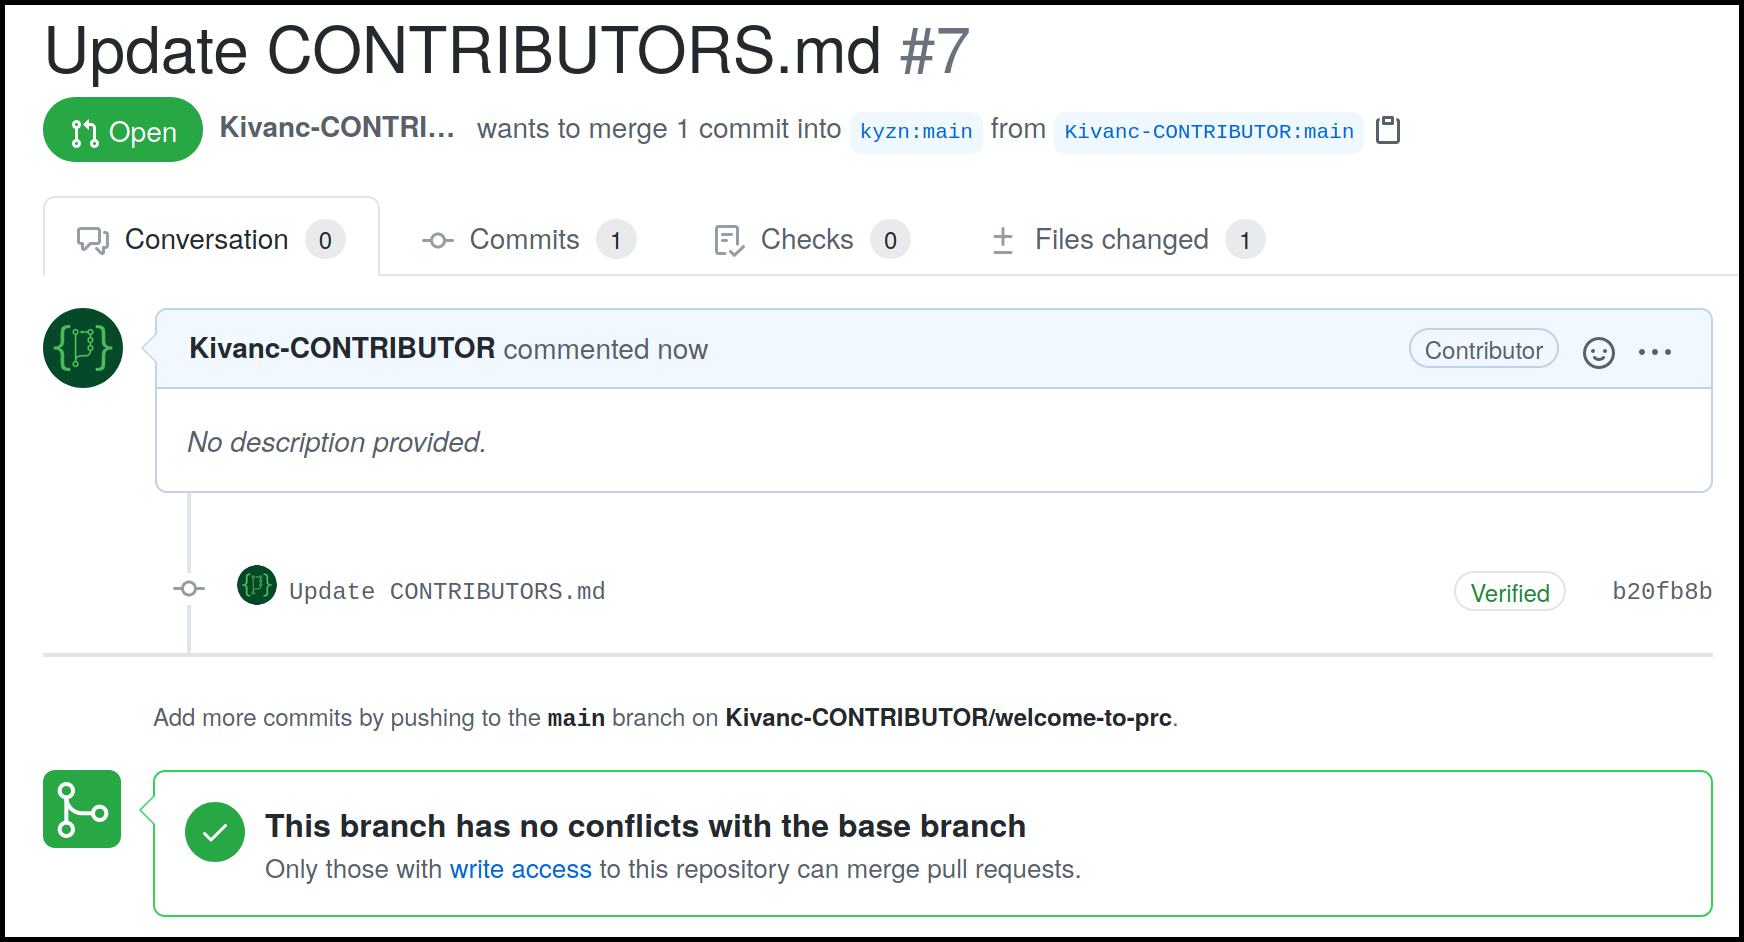 Update CONTRIBUTORS.md #7
Open Kivanc-CONTRI... wants to merge 1 commit into kyzn:main from Kivanc-CONTRIBUTOR:main
Conversation 0 Commits 1 Checks 0 Files changed 1
Kivanc-CONTRIBUTOR commented now Contributor
No description provided.
Update CONTRIBUTORS.md Verified b20fb8b
Add more commits by pushing to the main branch on Kivanc-CONTRIBUTOR/welcome-to-prc.
This branch has no conflicts with the base branch
Only those with write access to this repository can merge pull requests.